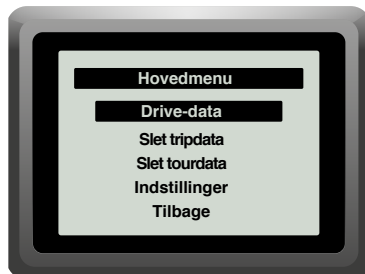 Hovedmenu
Drive-data
Slet tripdata
Slet tourdata
Indstillinger
Tilbage